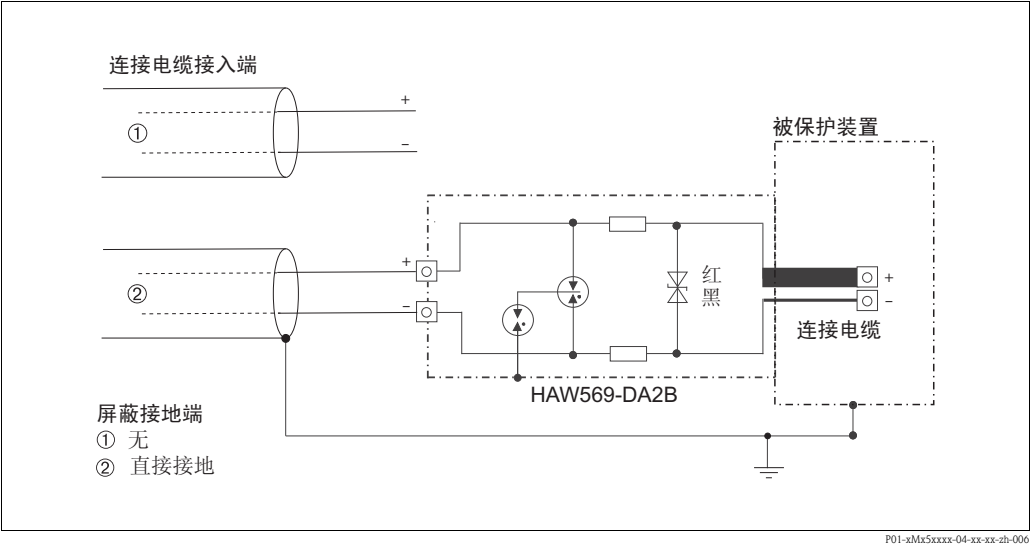 连接电缆接入端
+
①
−
被保护装置
+
②
−
红
黑
+
−
连接电缆
HAW569-DA2B
屏蔽接地端
① 无
② 直接接地
P01-xMx5xxxx-04-xx-xx-zh-006